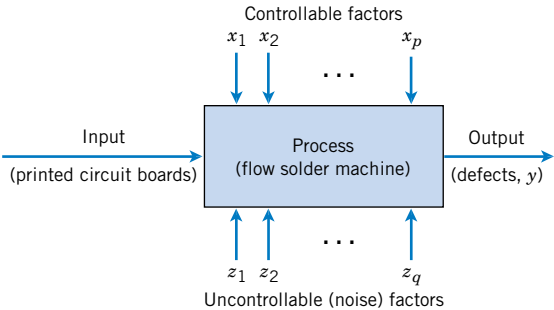 Controllable factors
x1 x2 xp
. . .
Input Process Output
(printed circuit boards) (flow solder machine) (defects, y)
. . .
z1 z2 zq
Uncontrollable (noise) factors